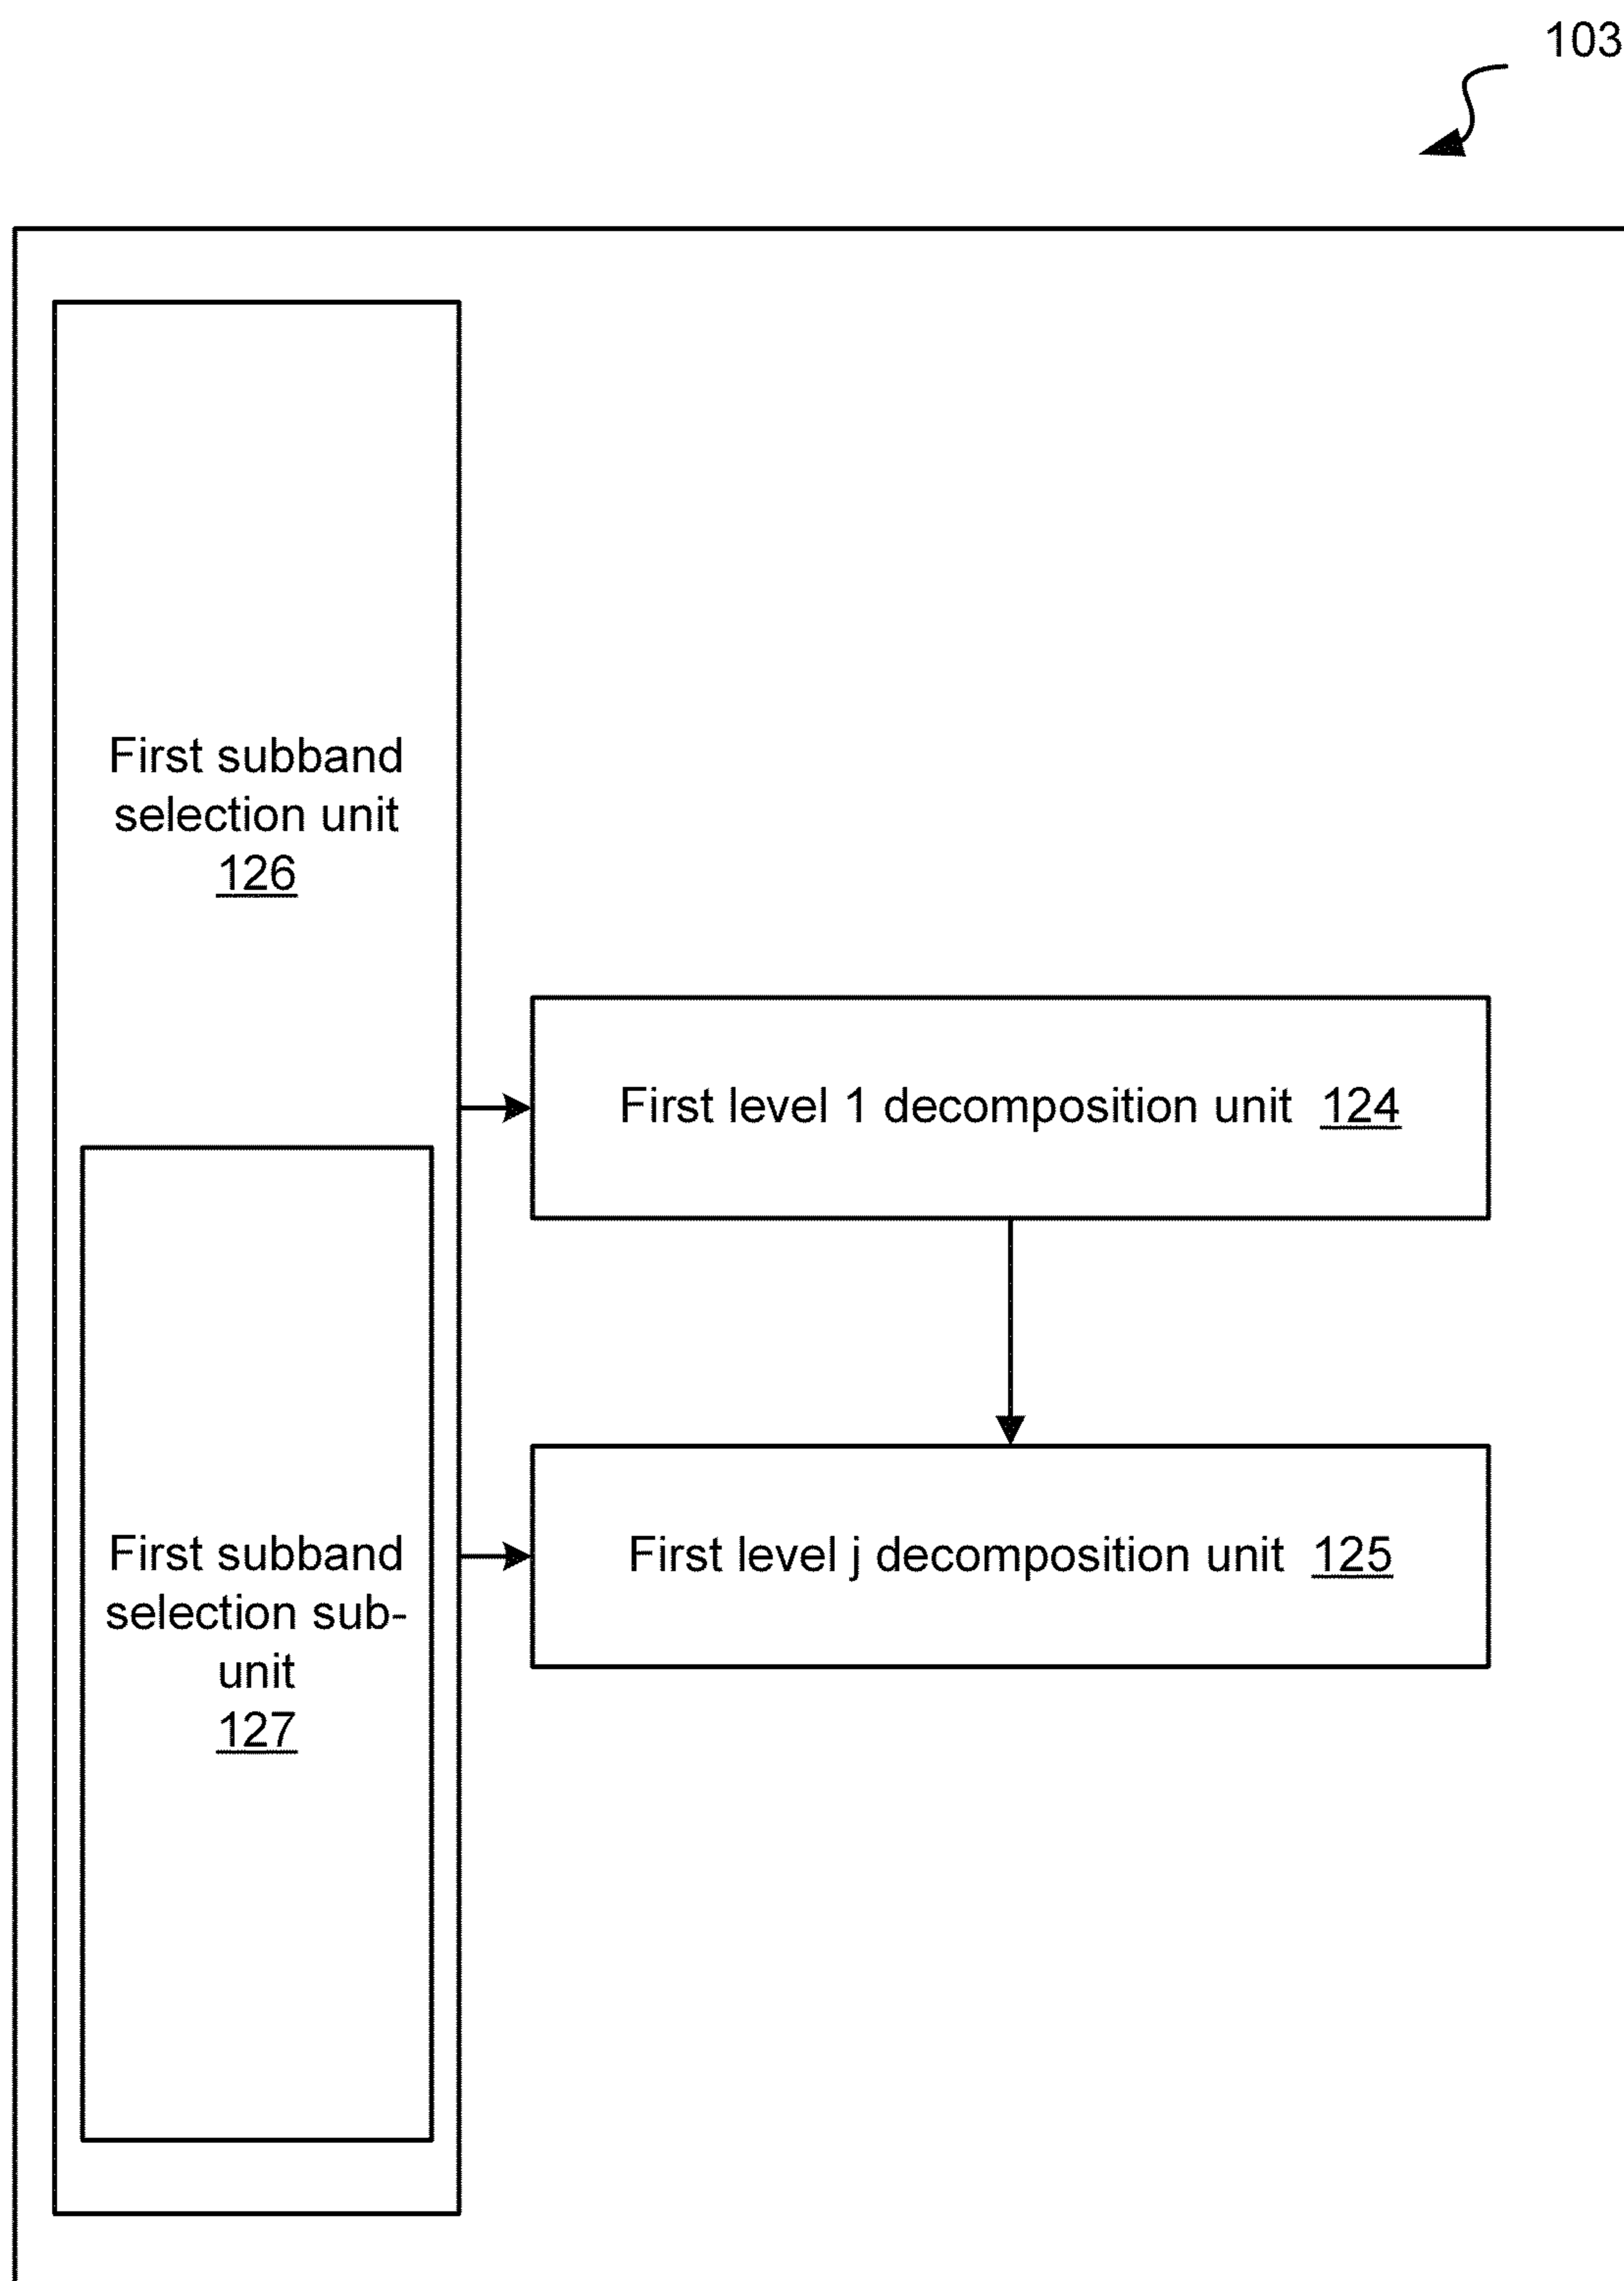 103
First subband
selection unit
126
First level 1 decomposition unit 124
First subband
selection sub-
unit
127
First level j decomposition unit 125